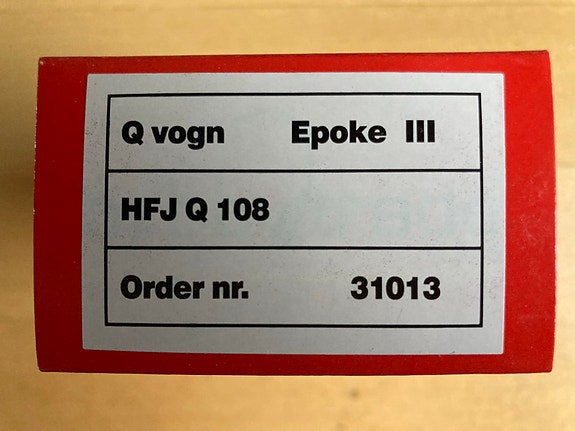 Q vogn Epoke III
HFJ Q 108
Order nr. 31013